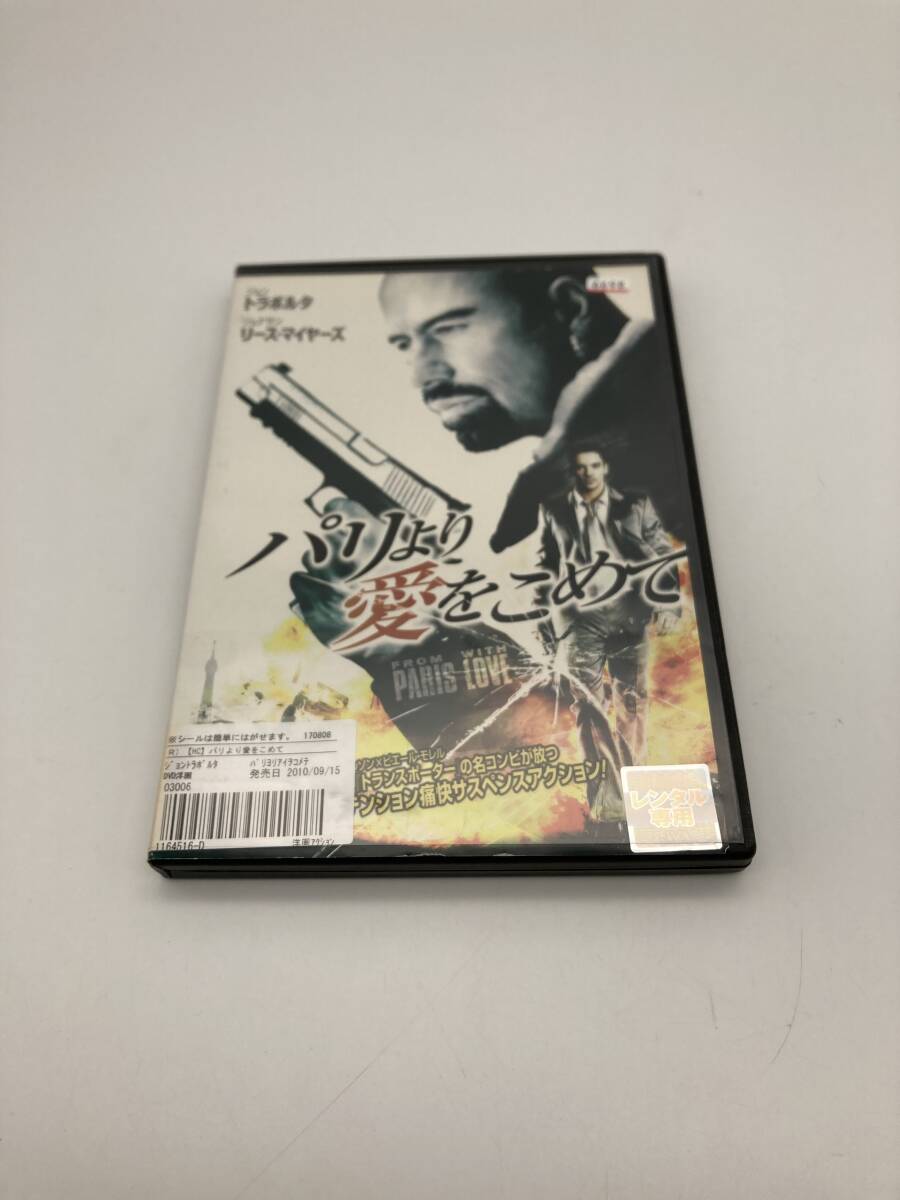 ジョン
トラボルタ
ジョナサン
リース・マイヤーズ
パリより
愛をこめて
FROM WITH
PARIS LOVE
※シールは簡単にはがせます。 170808
R) 【HC】パリより愛をこめて
ジョントラボルタ パリヨリアイヲコメテ
DVD洋画 発売日 2010/09/15
03006
1164516-D 洋画アクション
ソン×ピエール・モレル
トランスポーター の名コンビが放つ
テンション痛快サスペンスアクション!
レンタル
専用